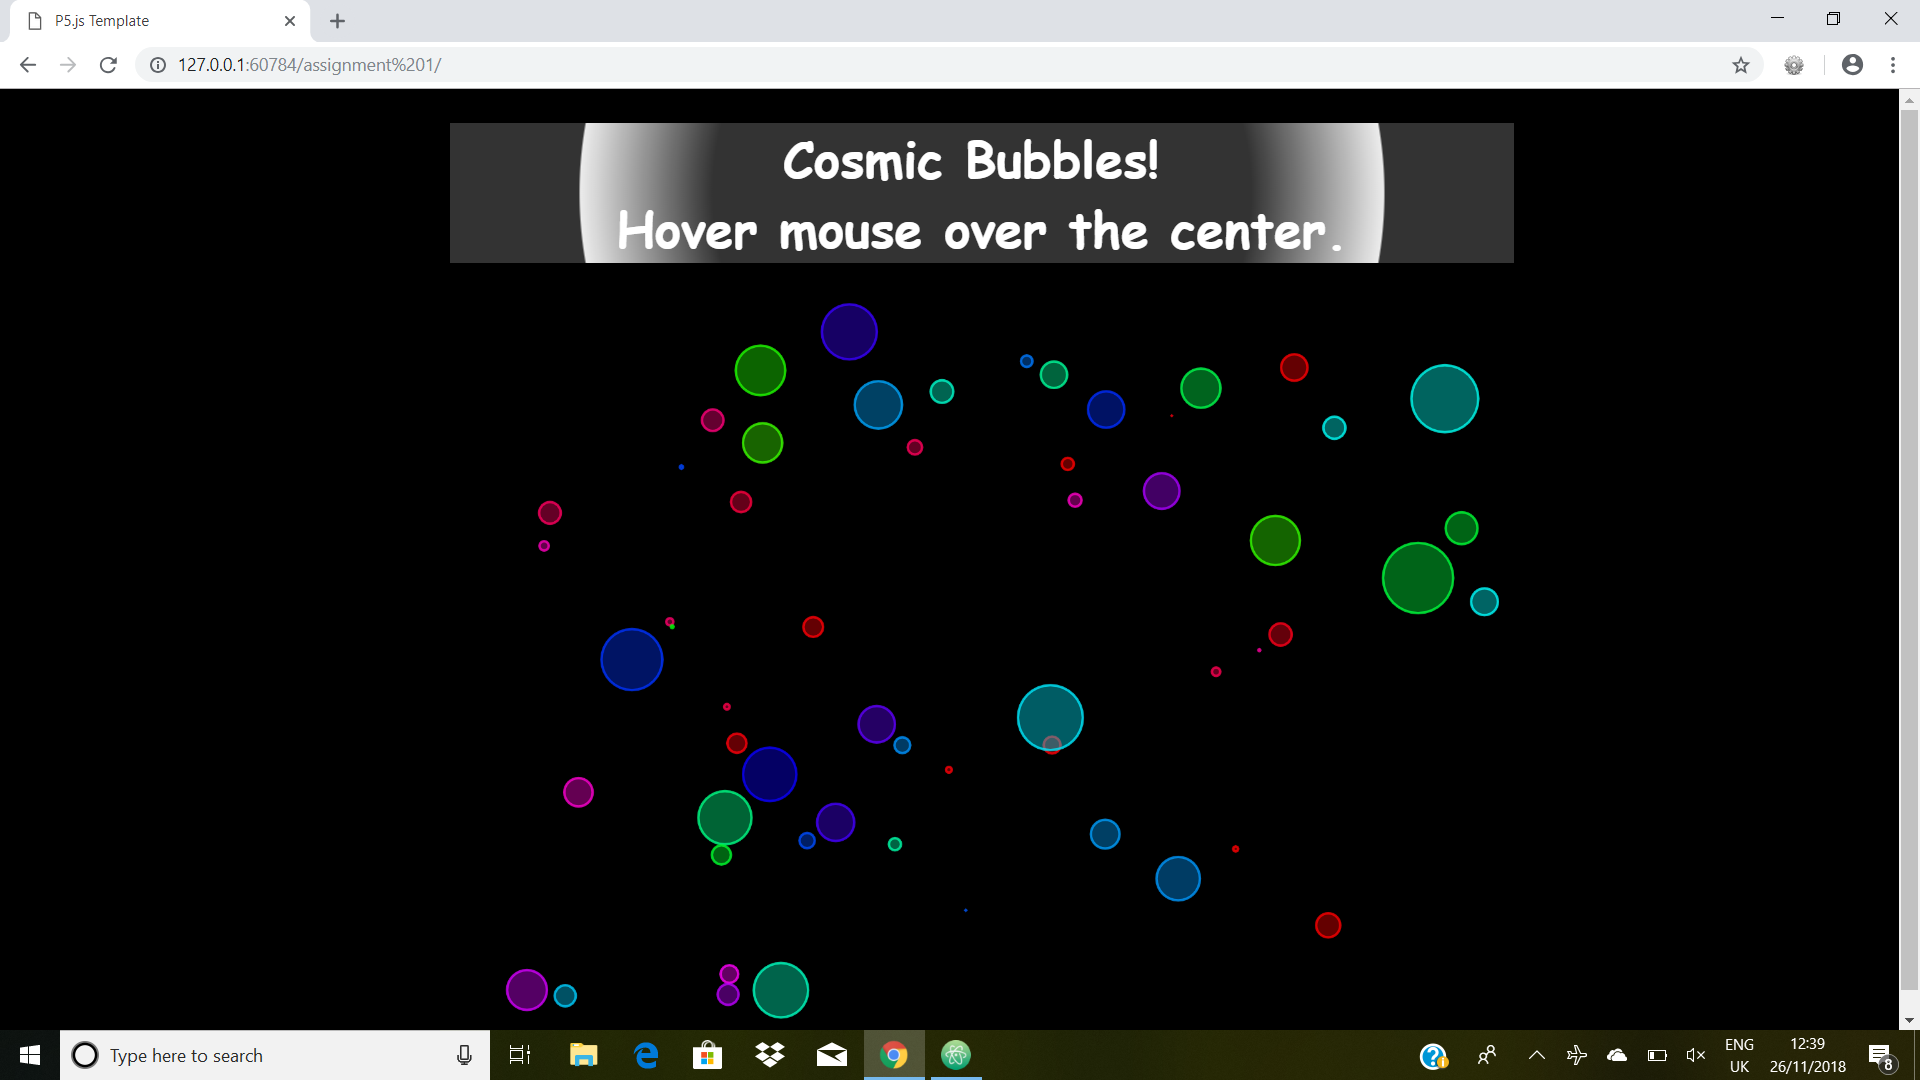 P5.js Template
127.0.0.1:60784/assignment%201/
Cosmic Bubbles!
Hover mouse over the center.
Type here to search
ENG
UK
12:39
26/11/2018
8